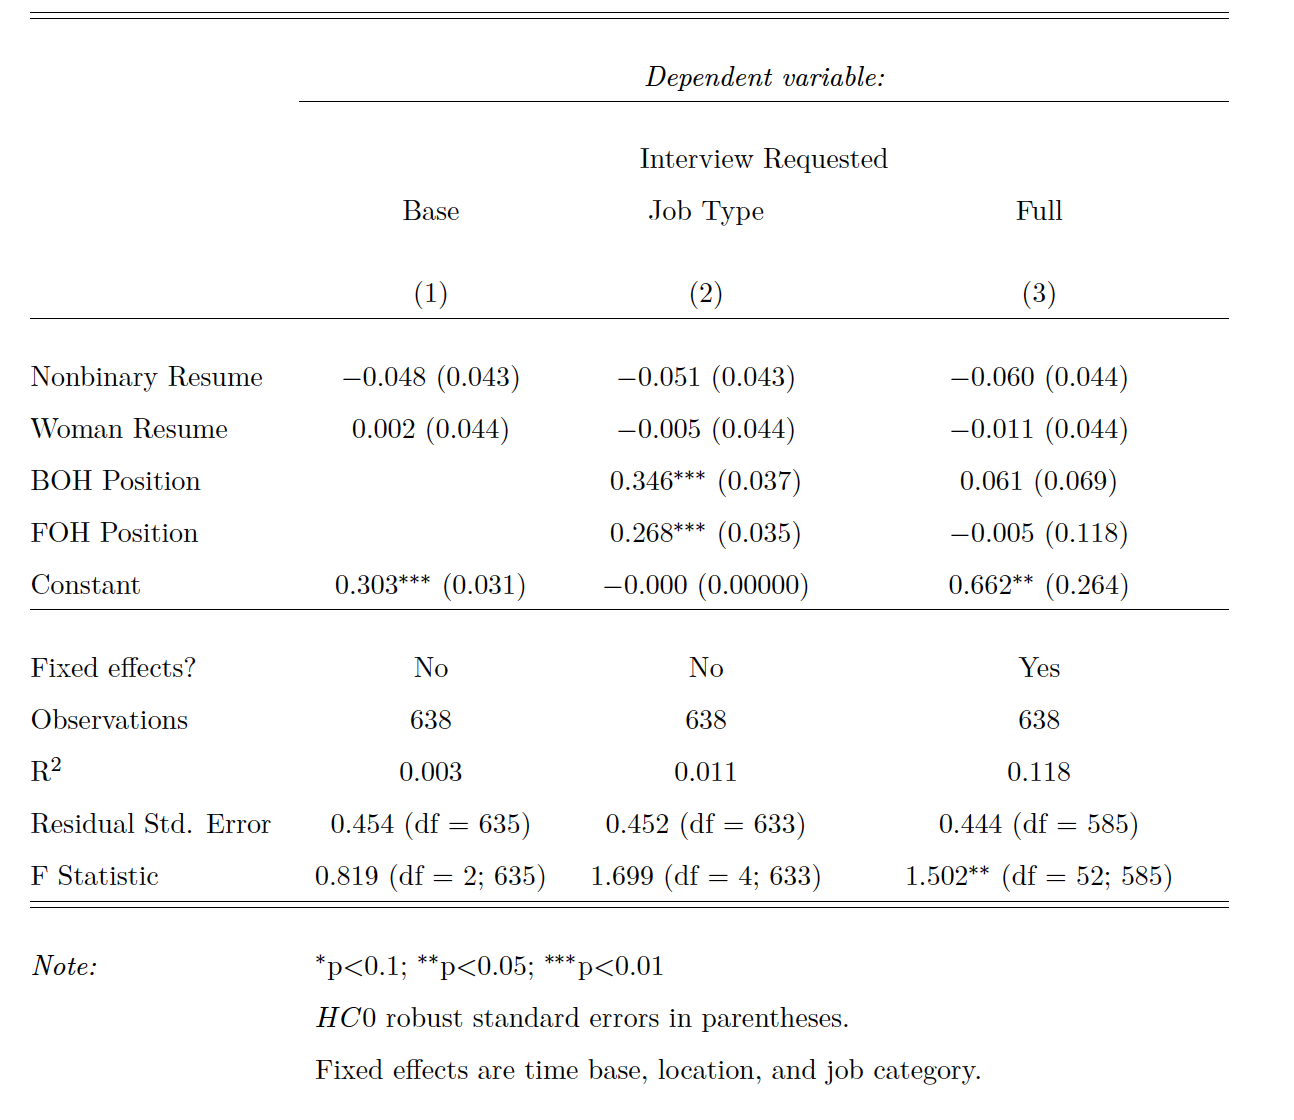 Dependent variable:
Interview Requested
Base Job Type Full
(1) (2) (3)
Nonbinary Resume −0.048 (0.043) −0.051 (0.043) −0.060 (0.044)
Woman Resume 0.002 (0.044) −0.005 (0.044) −0.011 (0.044)
BOH Position 0.346*** (0.037) 0.061 (0.069)
FOH Position 0.268*** (0.035) −0.005 (0.118)
Constant 0.303*** (0.031) −0.000 (0.00000) 0.662** (0.264)
Fixed effects? No No Yes
Observations 638 638 638
R² 0.003 0.011 0.118
Residual Std. Error 0.454 (df = 635) 0.452 (df = 633) 0.444 (df = 585)
F Statistic 0.819 (df = 2; 635) 1.699 (df = 4; 633) 1.502** (df = 52; 585)
Note: *p<0.1; **p<0.05; ***p<0.01
HC0 robust standard errors in parentheses.
Fixed effects are time base, location, and job category.